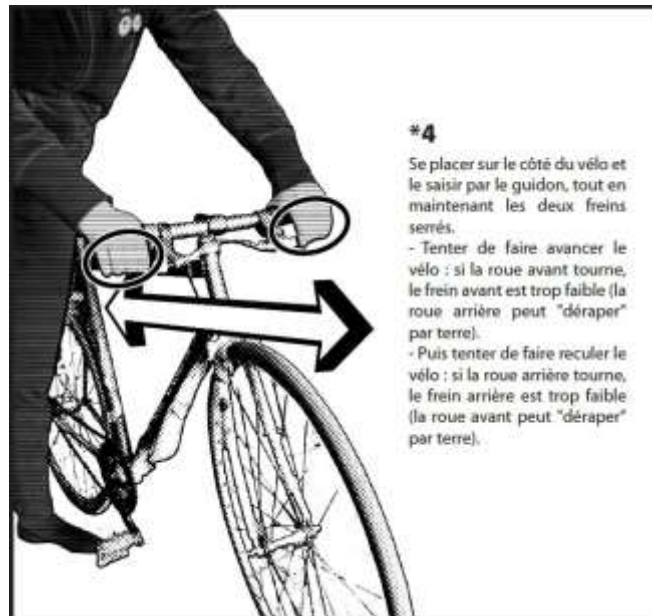 *4
Se placer sur le côté du vélo et
le saisir par le guidon, tout en
maintenant les deux freins
serrés.
- Tenter de faire avancer le
vélo : si la roue avant tourne,
le frein avant est trop faible (la
roue arrière peut "déraper"
par terre).
- Puis tenter de faire reculer le
vélo : si la roue arrière tourne,
le frein arrière est trop faible
(la roue avant peut "déraper"
par terre).